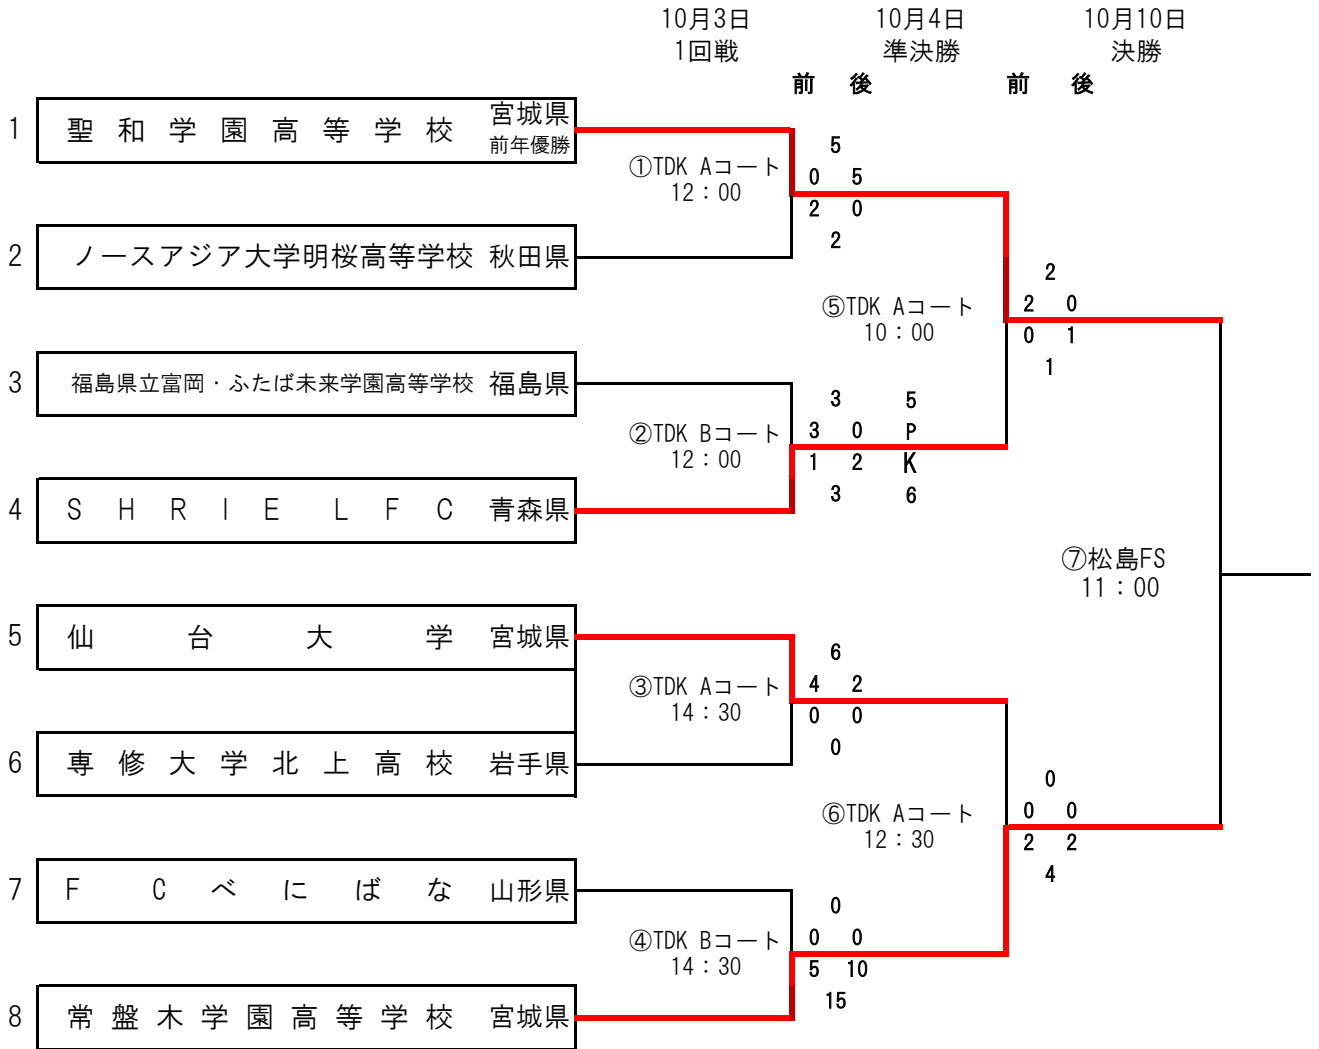 10月3日 10月4日 10月10日
1回戦 準決勝 決勝
前 後 前 後
1 聖和学園高等学校 宮城県
前年優勝
①TDK Aコート
12：00
5
0 5
2 0
2
2 ノースアジア大学明桜高等学校 秋田県
⑤TDK Aコート
10：00
2
2 0
0 1
1
3 福島県立富岡・ふたば未来学園高等学校 福島県
②TDK Bコート
12：00
3 5
3 0 P
1 2 K
3 6
4 SHRIE LFC 青森県
⑦松島FS
11：00
5 仙台大学 宮城県
③TDK Aコート
14：30
6
4 2
0 0
0
6 専修大学北上高校 岩手県
⑥TDK Aコート
12：30
0
0 0
2 2
4
7 FCべにばな 山形県
④TDK Bコート
14：30
0
0 0
5 10
15
8 常盤木学園高等学校 宮城県